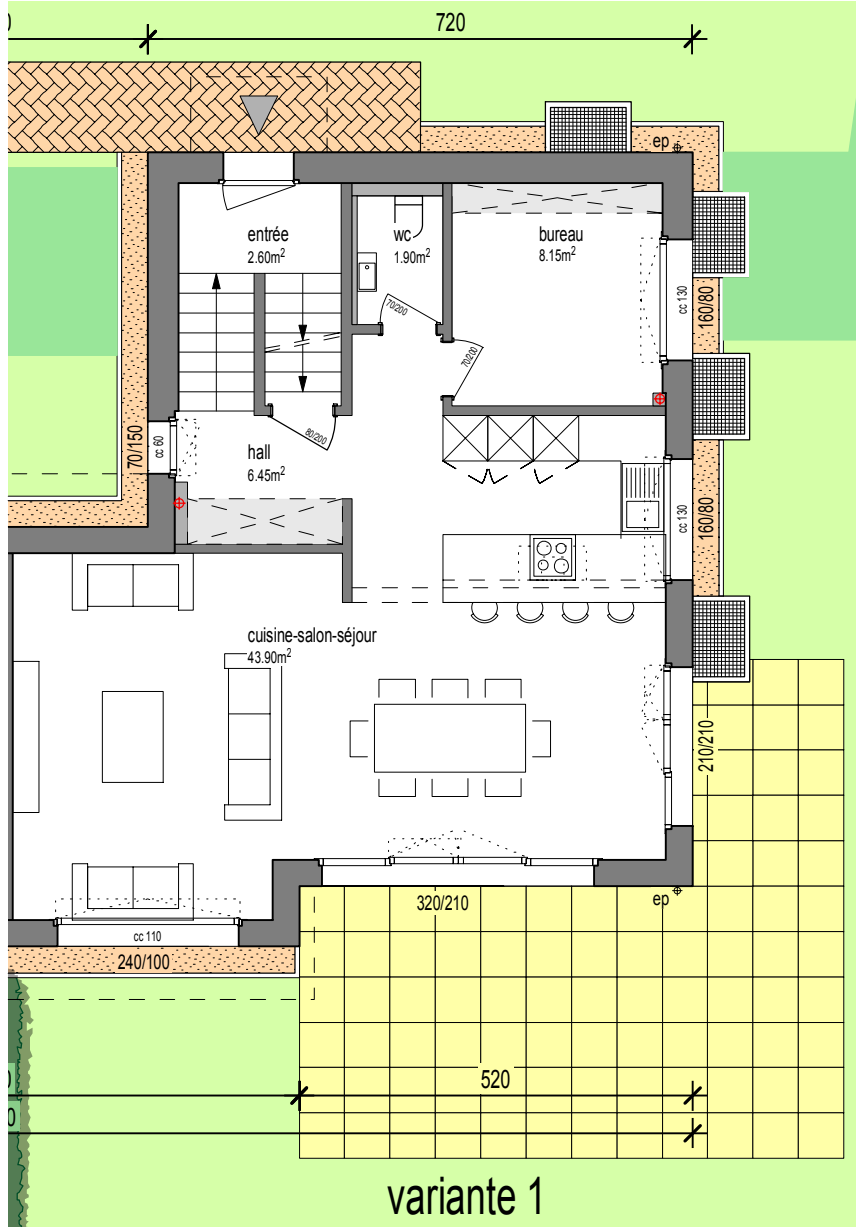 720
ep
entrée
2.60m²
wc
1.90m²
bureau
8.15m²
70/200
cc 130
160/80
70/200
80/200
70/150
cc 60
hall
6.45m²
cc 130
160/80
cuisine-salon-séjour
43.90m²
210/210
320/210
ep
cc 110
240/100
520
variante 1